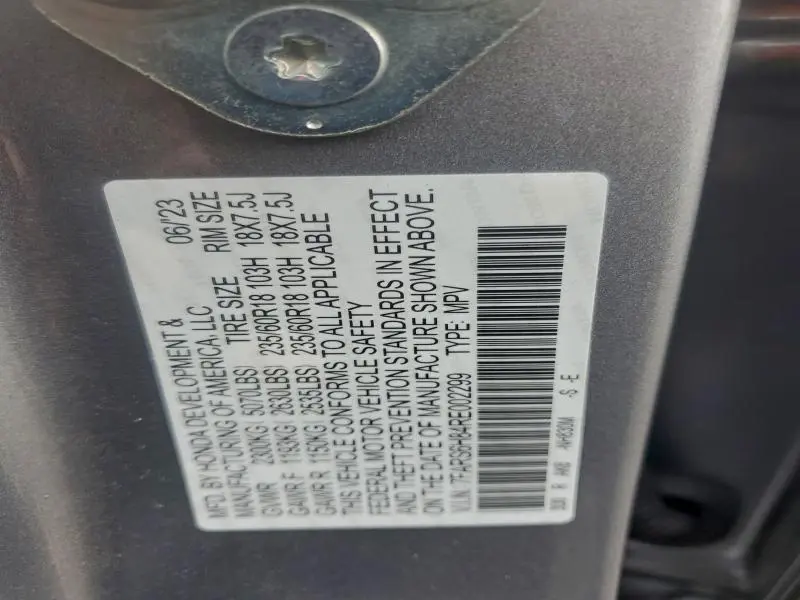 MFD. BY HONDA DEVELOPMENT & 06/'23
MANUFACTURING OF AMERICA, LLC
TIRE SIZE RIM SIZE
GVWR 2300KG 5070LBS
GAWR F 1193KG 2630LBS 235/60R18 103H 18X7.5J
GAWR R 1150KG 2535LBS 235/60R18 103H 18X7.5J
THIS VEHICLE CONFORMS TO ALL APPLICABLE
FEDERAL MOTOR VEHICLE SAFETY
AND THEFT PREVENTION STANDARDS IN EFFECT
ON THE DATE OF MANUFACTURE SHOWN ABOVE.
V.I.N: 7FARS6H84RE002299 TYPE: MPV
-S -E